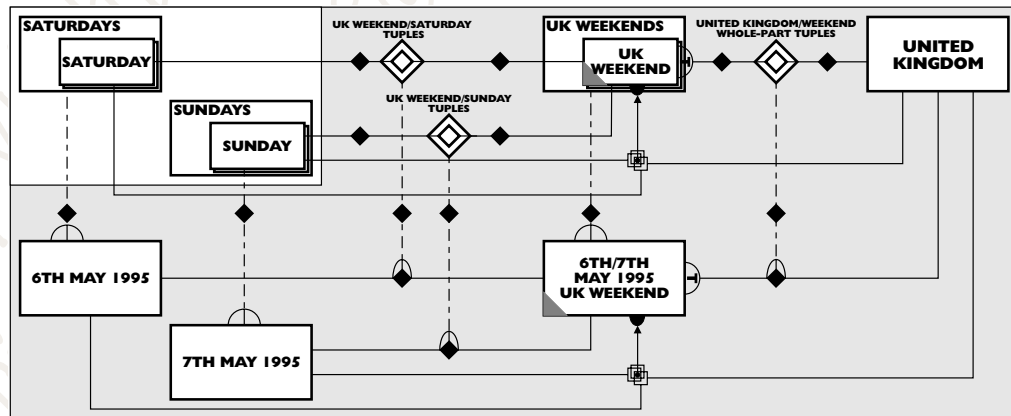 SATURDAYS
SATURDAY
UK WEEKEND/SATURDAY
TUPLES
UK WEEKENDS
UK
WEEKEND
UNITED KINGDOM/WEEKEND
WHOLE-PART TUPLES
UNITED
KINGDOM
SUNDAYS
SUNDAY
UK WEEKEND/SUNDAY
TUPLES
T
6TH MAY 1995
6TH/7TH
MAY 1995
UK WEEKEND
T
7TH MAY 1995